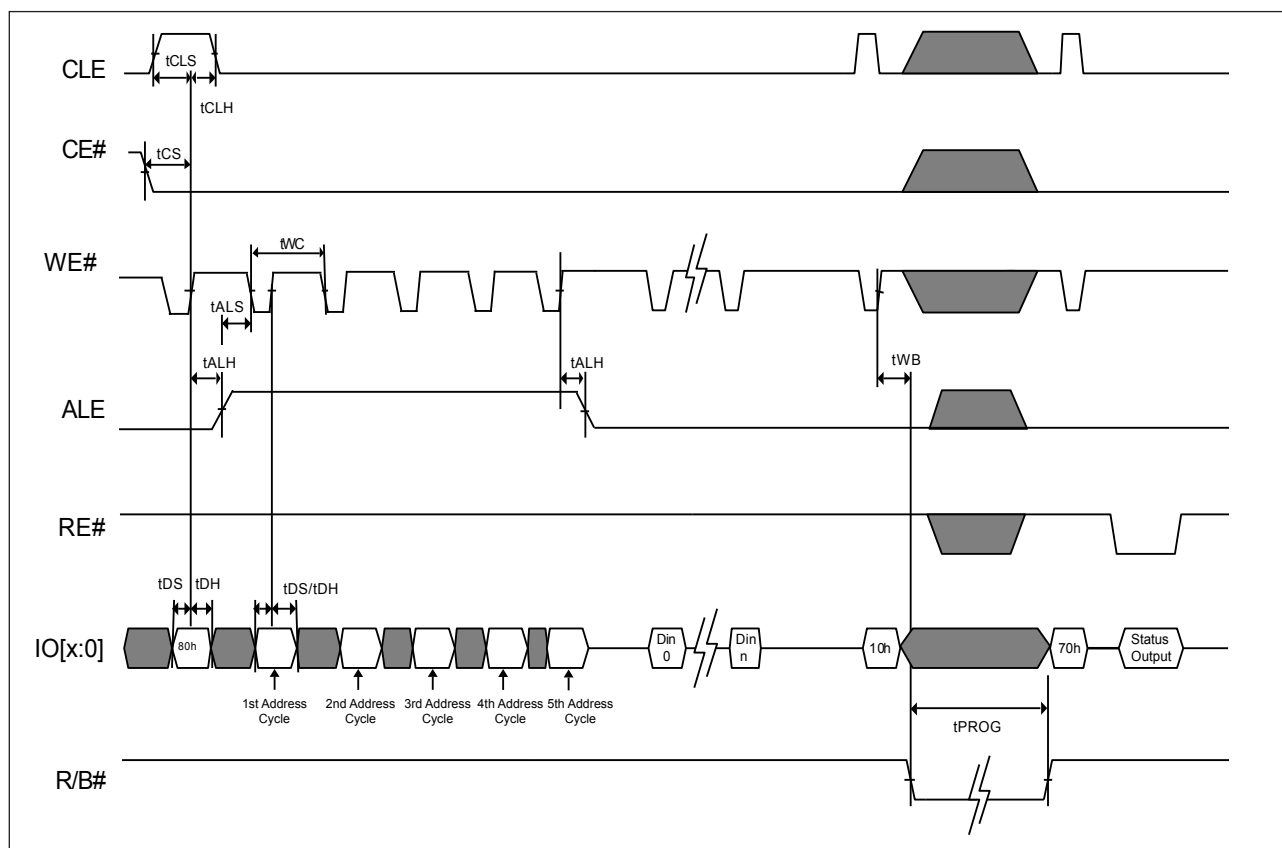 CLE
tCLS
tCLH
CE#
tCS
WE#
tWC
tALS
tALH
tALH
tWB
ALE
RE#
tDS
tDH
tDS/tDH
IO[x:0]
80h
Din
0
Din
n
10h
70h
Status
Output
1st Address
Cycle
2nd Address
Cycle
3rd Address
Cycle
4th Address
Cycle
5th Address
Cycle
tPROG
R/B#